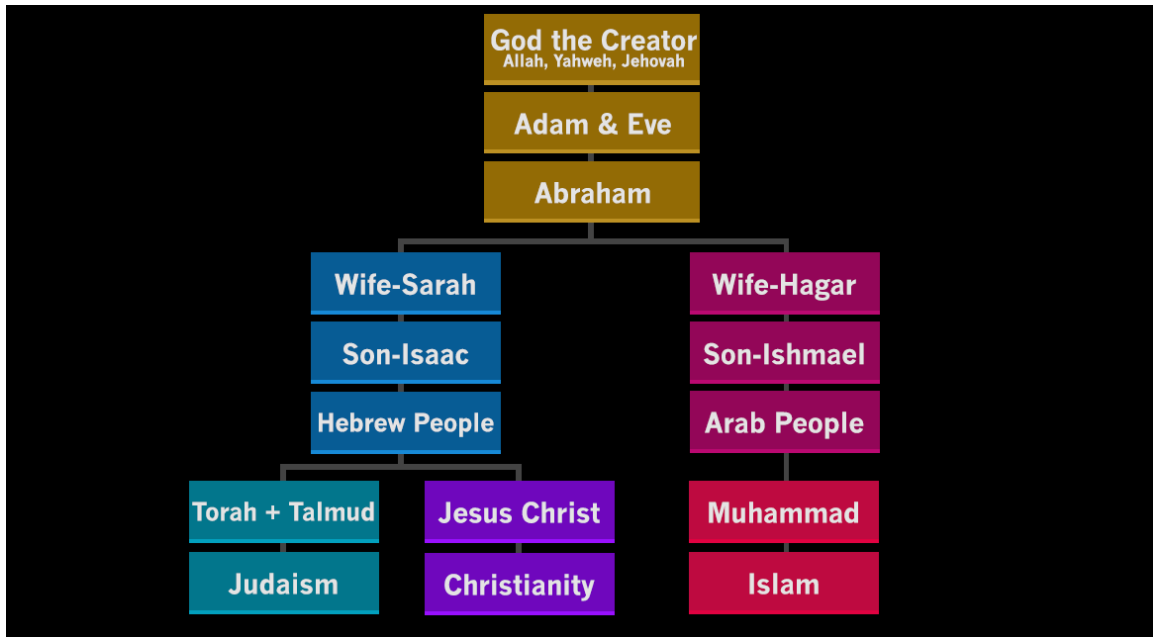 God the Creator
Allah, Yahweh, Jehovah
Adam & Eve
Abraham
Wife-Sarah
Wife-Hagar
Son-Isaac
Son-Ishmael
Hebrew People
Arab People
Torah + Talmud
Jesus Christ
Muhammad
Judaism
Christianity
Islam